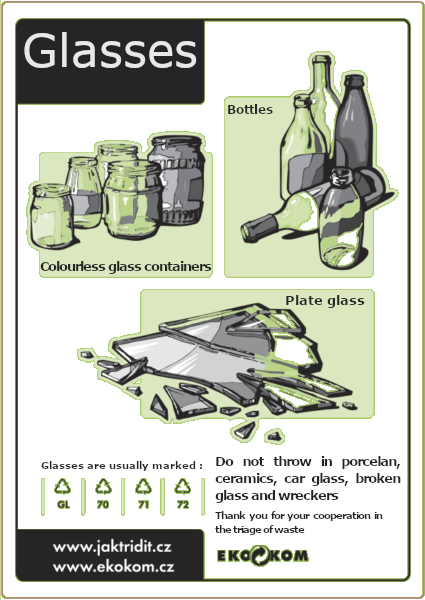 Glasses
Bottles
Colourless glass containers
Plate glass
Glasses are usually marked :
GL 70 71 72
Do not throw in porcelan,
ceramics, car glass, broken
glass and wreckers
Thank you for your cooperation in
the triage of waste
www.jaktridit.cz
www.ekokom.cz
EKO KOM